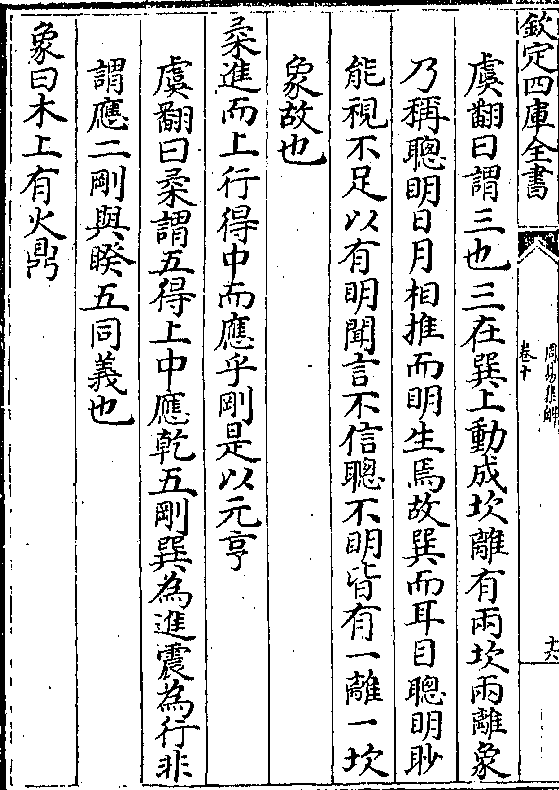 欽定四庫全書
周易集解
卷十
十六
虞翻曰謂三也三在巽上動成坎離有兩坎兩離象
乃稱聰明日月相推而明生焉故巽而耳目聰明眇
能視不足以有明聞言不信聰不明皆有一離一坎
象故也
柔進而上行得中而應乎剛是以元亨
虞翻曰柔謂五得上中應乾五剛巽為進震為行非
謂應二剛與睽五同義也
象曰木上有火鼎